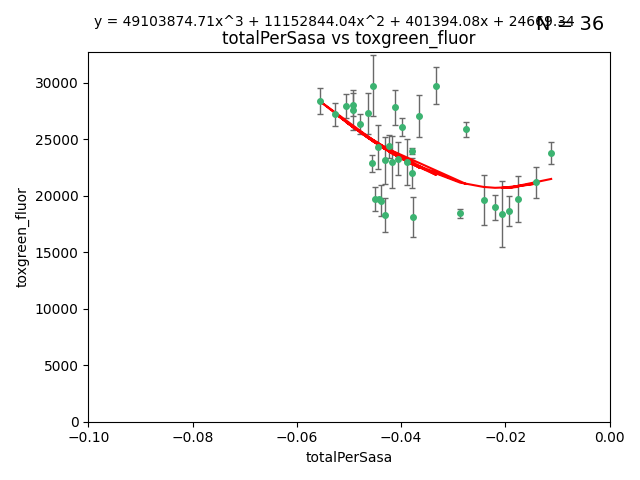 y = 49103874.71x^3 + 11152844.04x^2 + 401394.08x + 24669.34
N = 36
totalPerSasa vs toxgreen_fluor
30000
25000
20000
15000
10000
5000
0
toxgreen_fluor
−0.10 −0.08 −0.06 −0.04 −0.02 0.00
totalPerSasa